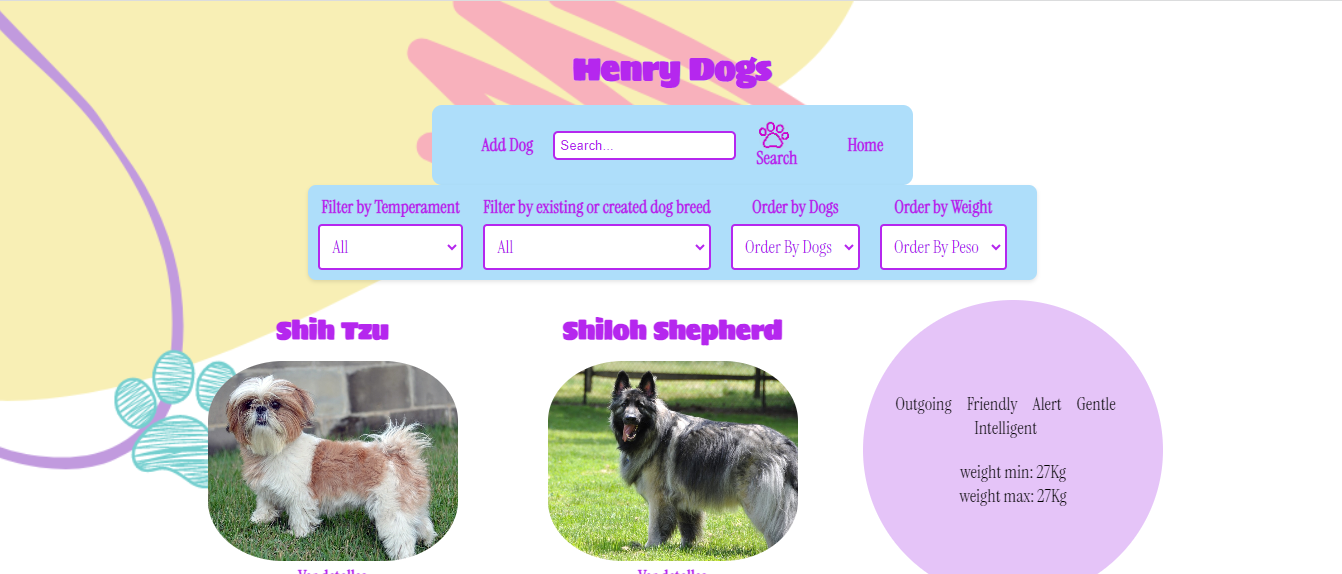 Henry Dogs
Add Dog
Search...
Search
Home
Filter by Temperament
Filter by existing or created dog breed
Order by Dogs
Order by Weight
All
All
Order By Dogs
Order By Peso
Shih Tzu
Shiloh Shepherd
Outgoing Friendly Alert Gentle
Intelligent
weight min: 27Kg
weight max: 27Kg